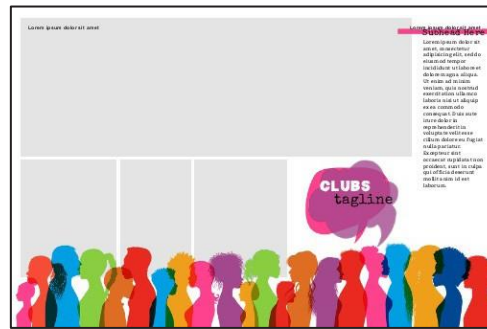 Lorem ipsum dolor sit amet
Lorem ipsum dolor sit amet
Subhead Here
Lorem ipsum dolor sit
amet, consectetur
adipiscing elit, sed do
eiusmod tempor
incididunt ut labore et
dolore magna aliqua.
Ut enim ad minim
veniam, quis nostrud
exercitation ullamco
laboris nisi ut aliquip
ex ea commodo
consequat. Duis aute
irure dolor in
reprehenderit in
voluptate velit esse
cillum dolore eu fugiat
nulla pariatur.
Excepteur sint
occaecat cupidatat non
proident, sunt in culpa
qui officia deserunt
mollit anim id est
laborum.
CLUBS
tagline